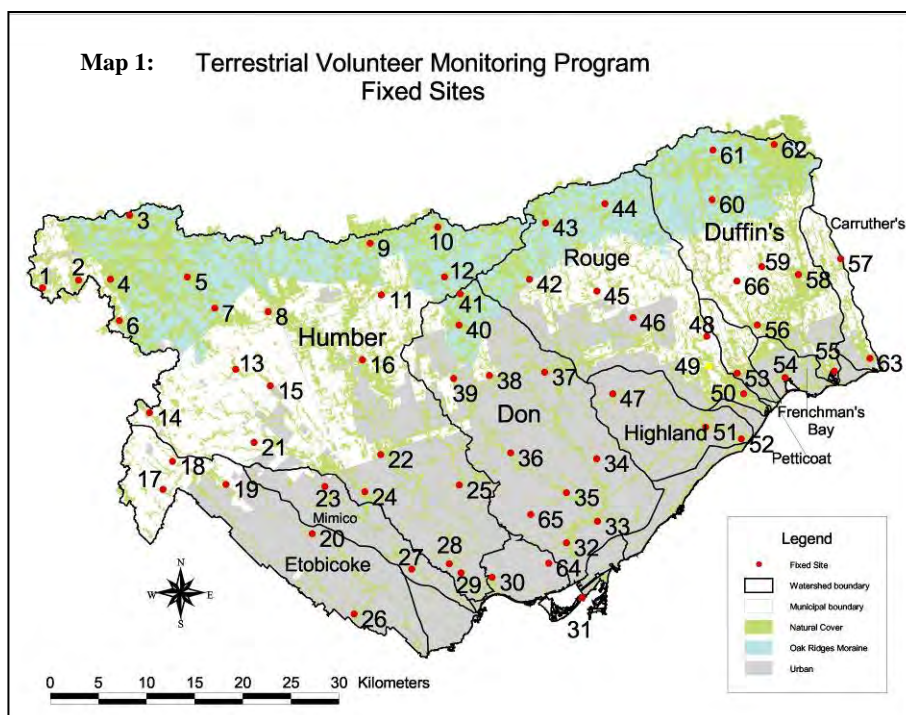 Map 1: Terrestrial Volunteer Monitoring Program
Fixed Sites
62
61
3
60
Carruther's
44
10
43
9
Duffin's
Rouge
59
57
1
2
4
5
12
42
58
66
11
41
45
6
7
8
40
46
56
Humber
48
16
49
55
63
13
38
37
53
54
15
39
47
50
Don
Frenchman's
Bay
14
Highland
51
52
21
Petticoat
22
36
34
18
17
19
23
24
25
35
Mimico
65
33
Legend
20
32
Fixed Site
Etobicoke
28
64
Watershed boundary
27
29
30
Municipal boundary
N
W E
S
31
26
Natural Cover
Oak Ridges Moraine
Urban
0 5 10 15 20 25 30 Kilometers